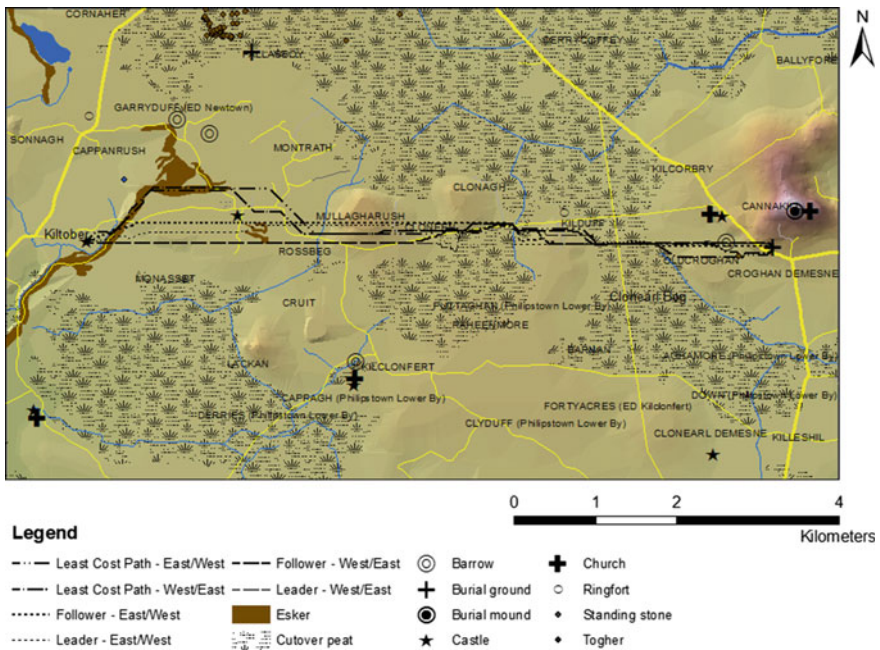 CORNAHER
N
DERRYCOFFEY
BALLYFORE
GARRYDUFF (ED Newtown)
SONNAGH
CAPPANRUSH
MONTRATH
KILCORBRY
CLONAGH
MULLAGHARUSH
KILDUFF
Kiltober
ROSSBEG
CROGHAN DEMESNE
MONASSET
CRUIT
Clonearl Bog
(Philipstown Lower By)
RAHEENMORE
LACKAN
KILCLONFERT
BARNAN
AGHAMORE (Philipstown Lower By)
CAPPAGH (Philipstown Lower By)
DOWN (Philipstown Lower By)
DERRIES (Philipstown Lower By)
FORTYACRES (ED Kildonfert)
CLYDUFF (Philipstown Lower By)
CLONEARL DEMESNE
KILLESHIL
0 1 2 4
Kilometers
Legend
Least Cost Path - East/West
Follower - West/East
Barrow
Church
Least Cost Path - West/East
Leader - West/East
Burial ground
Ringfort
Follower - East/West
Esker
Burial mound
Standing stone
Leader - East/West
Cutover peat
Castle
Togher